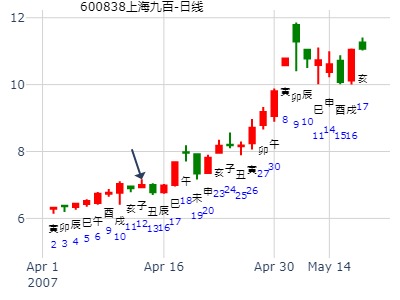 600838上海九百-日线
12
10
8
6
寅 卯 辰 巳 午 酉 戌 亥 子 丑 辰 巳 午 未 申 亥 子 丑 寅 卯 午 寅 卯 辰 巳 申 酉 戌 亥
2 3 4 5 6 9 10 11 12 13 16 17 18 19 20 23 24 25 26 27 30 8 9 10 11 14 15 16 17
Apr 1 Apr 16 Apr 30 May 14
2007